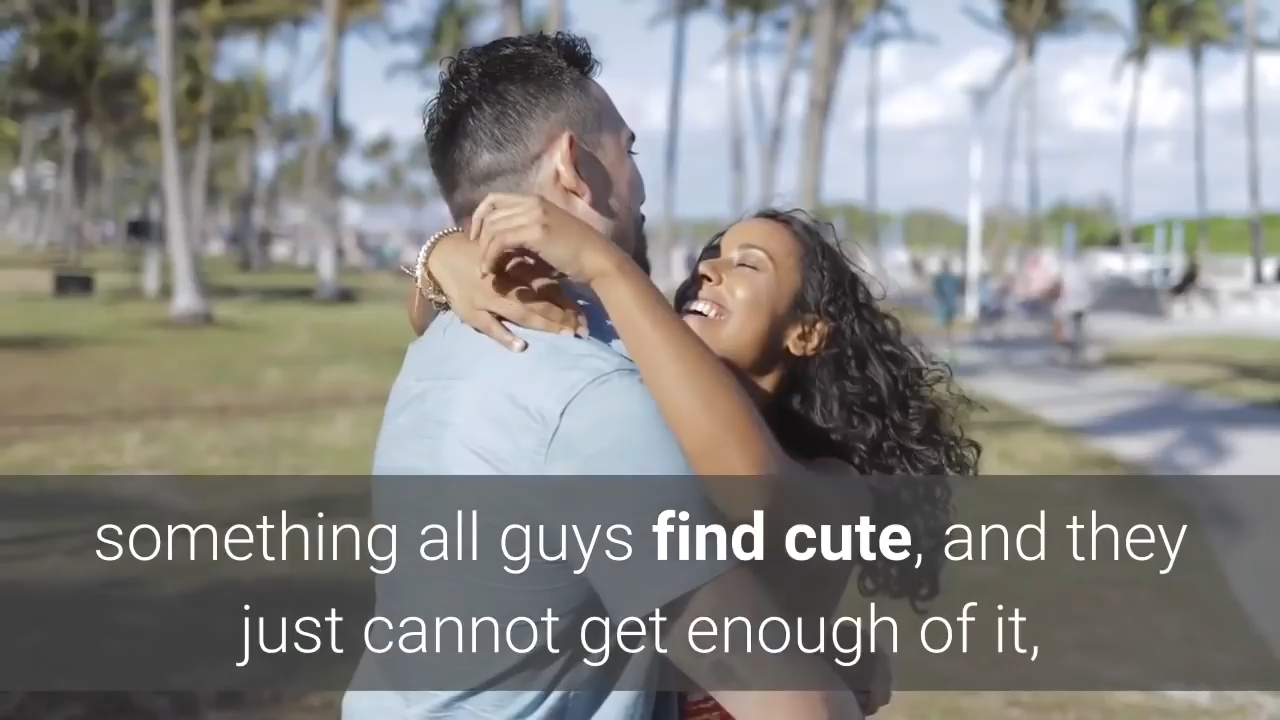 something all guys find cute, and they
just cannot get enough of it,